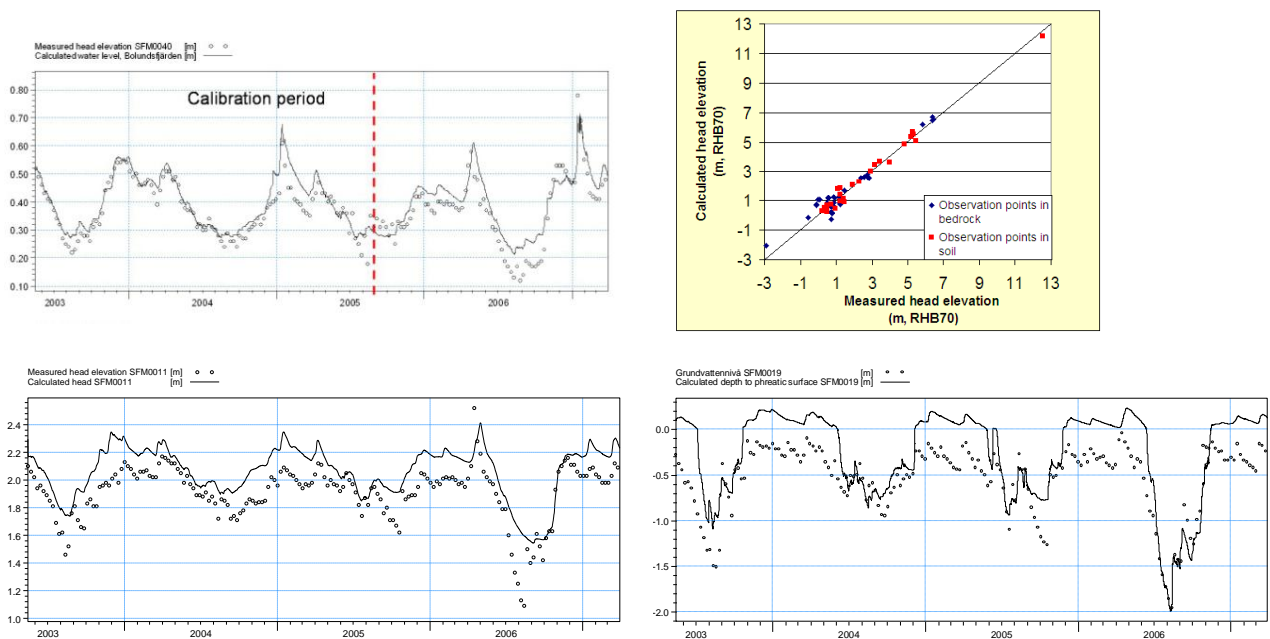 Measured head elevation SFM0040 [m]
Calculated water level, Bolundsfjärden [m]
Calibration period
0.80
0.70
0.60
0.50
0.40
0.30
0.20
0.10
2003 2004 2005 2006
13
11
9
7
5
3
1
-1
-3
Calculated head elevation
(m, RHB70)
Observation points in
bedrock
Observation points in
soil
-3 -1 1 3 5 7 9 11 13
Measured head elevation
(m, RHB70)
Measured head elevation SFM0011 [m]
Calculated head SFM0011 [m]
2.4
2.2
2.0
1.8
1.6
1.4
1.2
1.0
2003 2004 2005 2006
Grundvattennivå SFM0019 [m]
Calculated depth to phreatic surface SFM0019 [m]
0.0
-0.5
-1.0
-1.5
-2.0
2003 2004 2005 2006